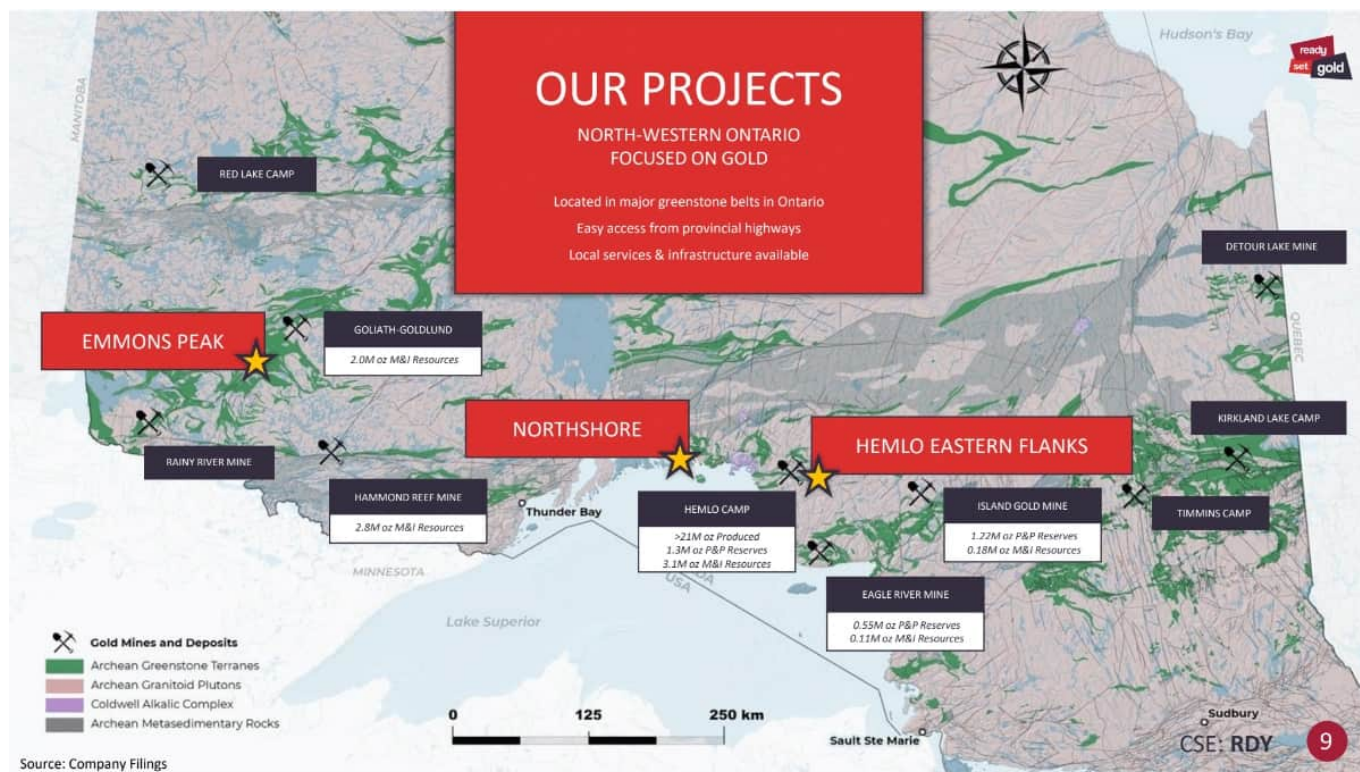 OUR PROJECTS
NORTH-WESTERN ONTARIO
FOCUSED ON GOLD
Located in major greenstone belts in Ontario
Easy access from provincial highways
Local services & infrastructure available
Hudson's Bay
ready
set gold
MANITOBA
RED LAKE CAMP
DETOUR LAKE MINE
QUEBEC
EMMONS PEAK
GOLIATH-GOLDLUND
2.0M oz M&I Resources
NORTHSHORE
HEMLO EASTERN FLANKS
KIRKLAND LAKE CAMP
RAINY RIVER MINE
HAMMOND REEF MINE
2.8M oz M&I Resources
Thunder Bay
HEMLO CAMP
>21M oz Produced
1.3M oz P&P Reserves
3.1M oz M&I Resources
ISLAND GOLD MINE
1.22M oz P&P Reserves
0.18M oz M&I Resources
TIMMINS CAMP
MINNESOTA
USA
EAGLE RIVER MINE
0.55M oz P&P Reserves
0.11M oz M&I Resources
Lake Superior
Gold Mines and Deposits
Archean Greenstone Terranes
Archean Granitoid Plutons
Coldwell Alkalic Complex
Archean Metasedimentary Rocks
0 125 250 km
Sault Ste Marie
Sudbury
CSE: RDY 9
Source: Company Filings